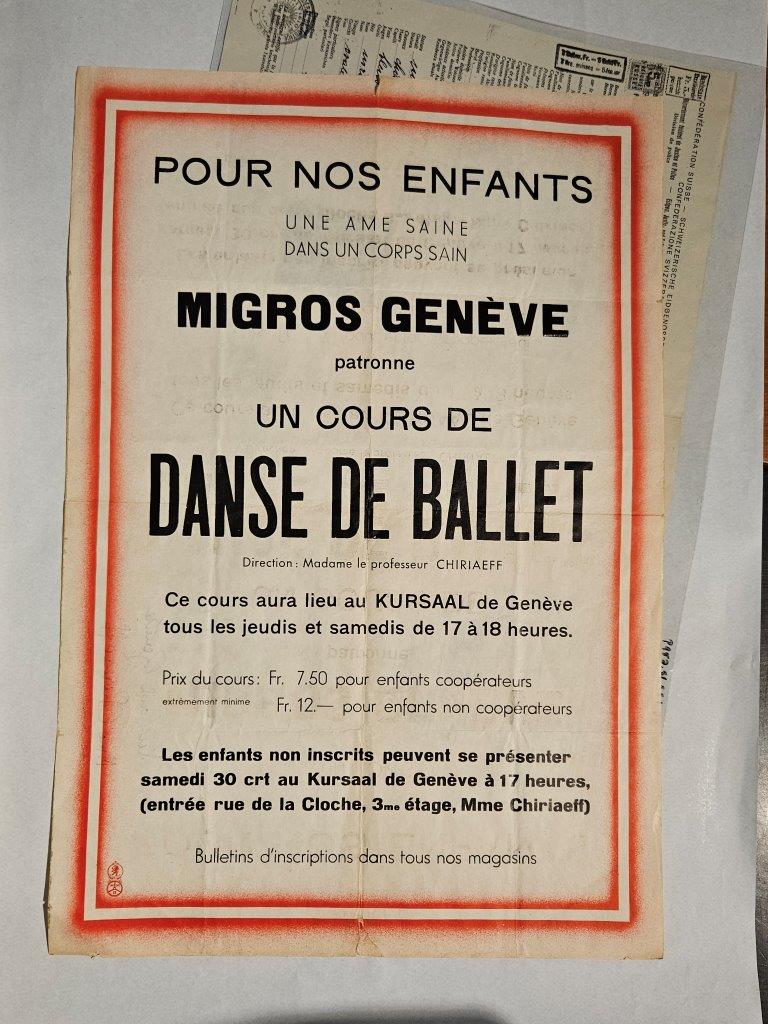 POUR NOS ENFANTS
UNE AME SAINE
DANS UN CORPS SAIN
MIGROS GENÈVE
patronne
UN COURS DE
DANSE DE BALLET
Direction: Madame le professeur CHIRIAEFF
Ce cours aura lieu au KURSAAL de Genève
tous les jeudis et samedis de 17 à 18 heures.
Prix du cours: Fr. 7.50 pour enfants coopérateurs
extrêmement minime Fr. 12.— pour enfants non coopérateurs
Les enfants non inscrits peuvent se présenter
samedi 30 crt au Kursaal de Genève à 17 heures,
(entrée rue de la Cloche, 3me étage, Mme Chiriaeff)
Bulletins d'inscriptions dans tous nos magasins
CONFÉDÉRATION SUISSE — SCHWEIZERISCHE
CONFEDERAZIONE SVIZZERA